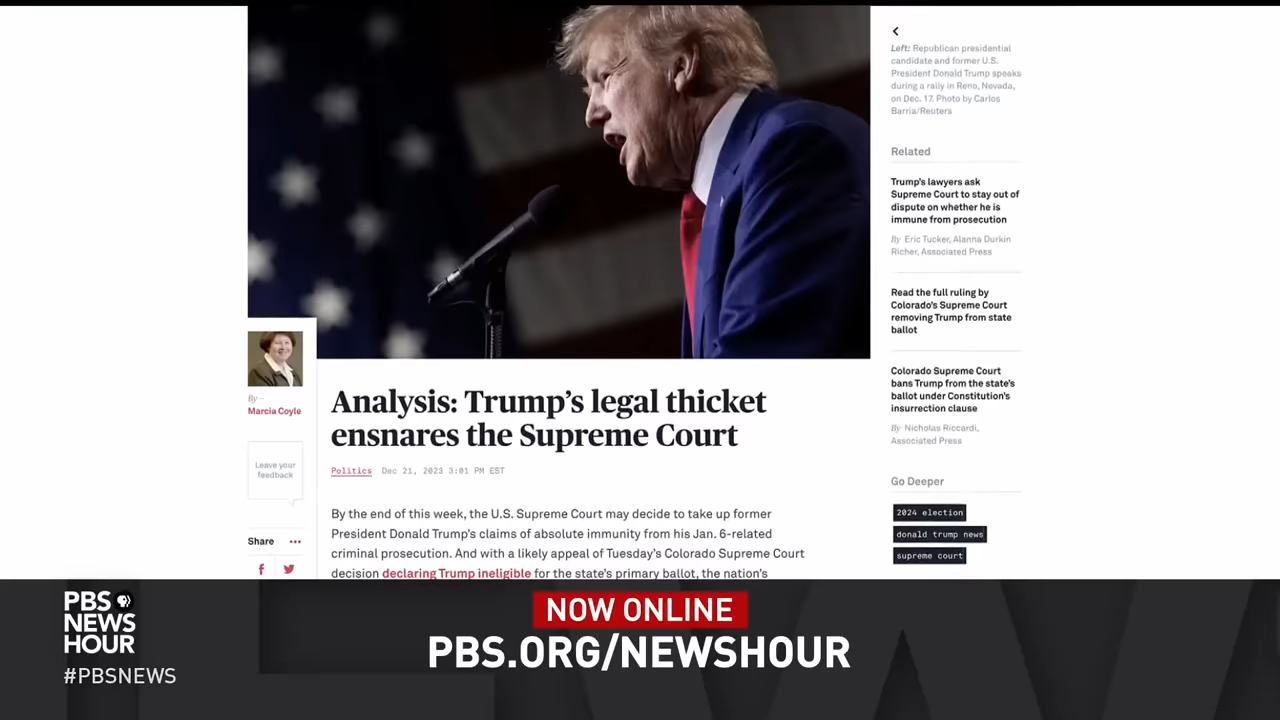 Left: Republican presidential
candidate and former U.S.
President Donald Trump speaks
during a rally in Reno, Nevada,
on Dec. 17. Photo by Carlos
Barria/Reuters
Related
Trump's lawyers ask
Supreme Court to stay out of
dispute on whether he is
immune from prosecution
By Eric Tucker, Alanna Durkin
Richer, Associated Press
Read the full ruling by
Colorado's Supreme Court
removing Trump from state
ballot
Colorado Supreme Court
bans Trump from the state's
ballot under Constitution's
insurrection clause
By Nicholas Riccardi,
Associated Press
Go Deeper
2024 election
donald trump news
supreme court
By –
Marcia Coyle
Leave your
feedback
Share
Analysis: Trump's legal thicket
ensnares the Supreme Court
Politics Dec 21, 2023 3:01 PM EST
By the end of this week, the U.S. Supreme Court may decide to take up former
President Donald Trump's claims of absolute immunity from his Jan. 6-related
criminal prosecution. And with a likely appeal of Tuesday's Colorado Supreme Court
decision declaring Trump ineligible for the state's primary ballot, the nation's
PBS
NEWS
HOUR
#PBSNEWS
NOW ONLINE
PBS.ORG/NEWSHOUR